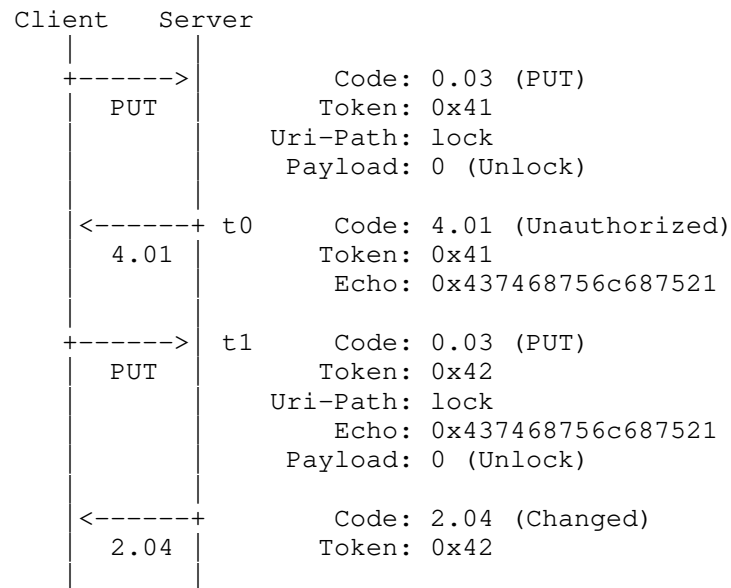 Client Server
+------> Code: 0.03 (PUT)
PUT Token: 0x41
Uri-Path: lock
Payload: 0 (Unlock)
<------+ t0 Code: 4.01 (Unauthorized)
4.01 Token: 0x41
Echo: 0x437468756c687521
+------> t1 Code: 0.03 (PUT)
PUT Token: 0x42
Uri-Path: lock
Echo: 0x437468756c687521
Payload: 0 (Unlock)
<------+ Code: 2.04 (Changed)
2.04 Token: 0x42